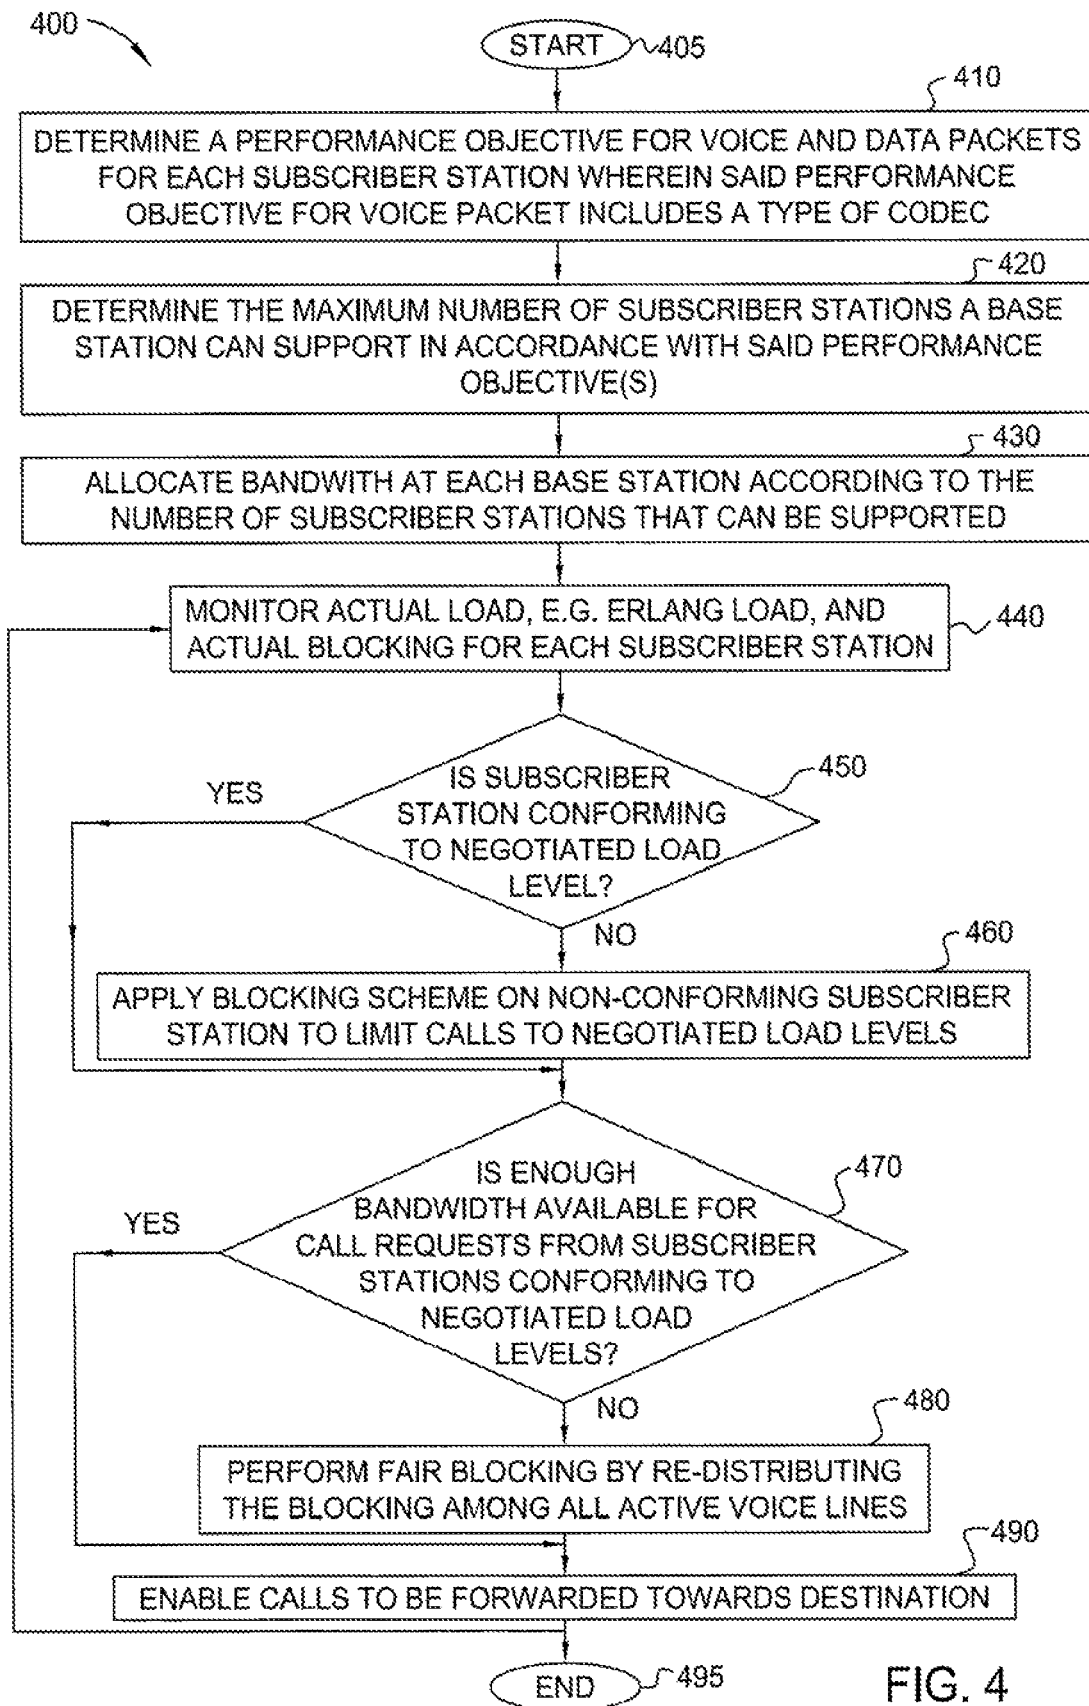 400
START
405
410
DETERMINE A PERFORMANCE OBJECTIVE FOR VOICE AND DATA PACKETS
FOR EACH SUBSCRIBER STATION WHEREIN SAID PERFORMANCE
OBJECTIVE FOR VOICE PACKET INCLUDES A TYPE OF CODEC
420
DETERMINE THE MAXIMUM NUMBER OF SUBSCRIBER STATIONS A BASE
STATION CAN SUPPORT IN ACCORDANCE WITH SAID PERFORMANCE
OBJECTIVE(S)
430
ALLOCATE BANDWITH AT EACH BASE STATION ACCORDING TO THE
NUMBER OF SUBSCRIBER STATIONS THAT CAN BE SUPPORTED
MONITOR ACTUAL LOAD, E.G. ERLANG LOAD, AND
ACTUAL BLOCKING FOR EACH SUBSCRIBER STATION
440
YES
450
IS SUBSCRIBER
STATION CONFORMING
TO NEGOTIATED LOAD
LEVEL?
NO
460
APPLY BLOCKING SCHEME ON NON-CONFORMING SUBSCRIBER
STATION TO LIMIT CALLS TO NEGOTIATED LOAD LEVELS
YES
470
IS ENOUGH
BANDWIDTH AVAILABLE FOR
CALL REQUESTS FROM SUBSCRIBER
STATIONS CONFORMING TO
NEGOTIATED LOAD
LEVELS?
NO
480
PERFORM FAIR BLOCKING BY RE-DISTRIBUTING
THE BLOCKING AMONG ALL ACTIVE VOICE LINES
490
ENABLE CALLS TO BE FORWARDED TOWARDS DESTINATION
END
495
FIG. 4